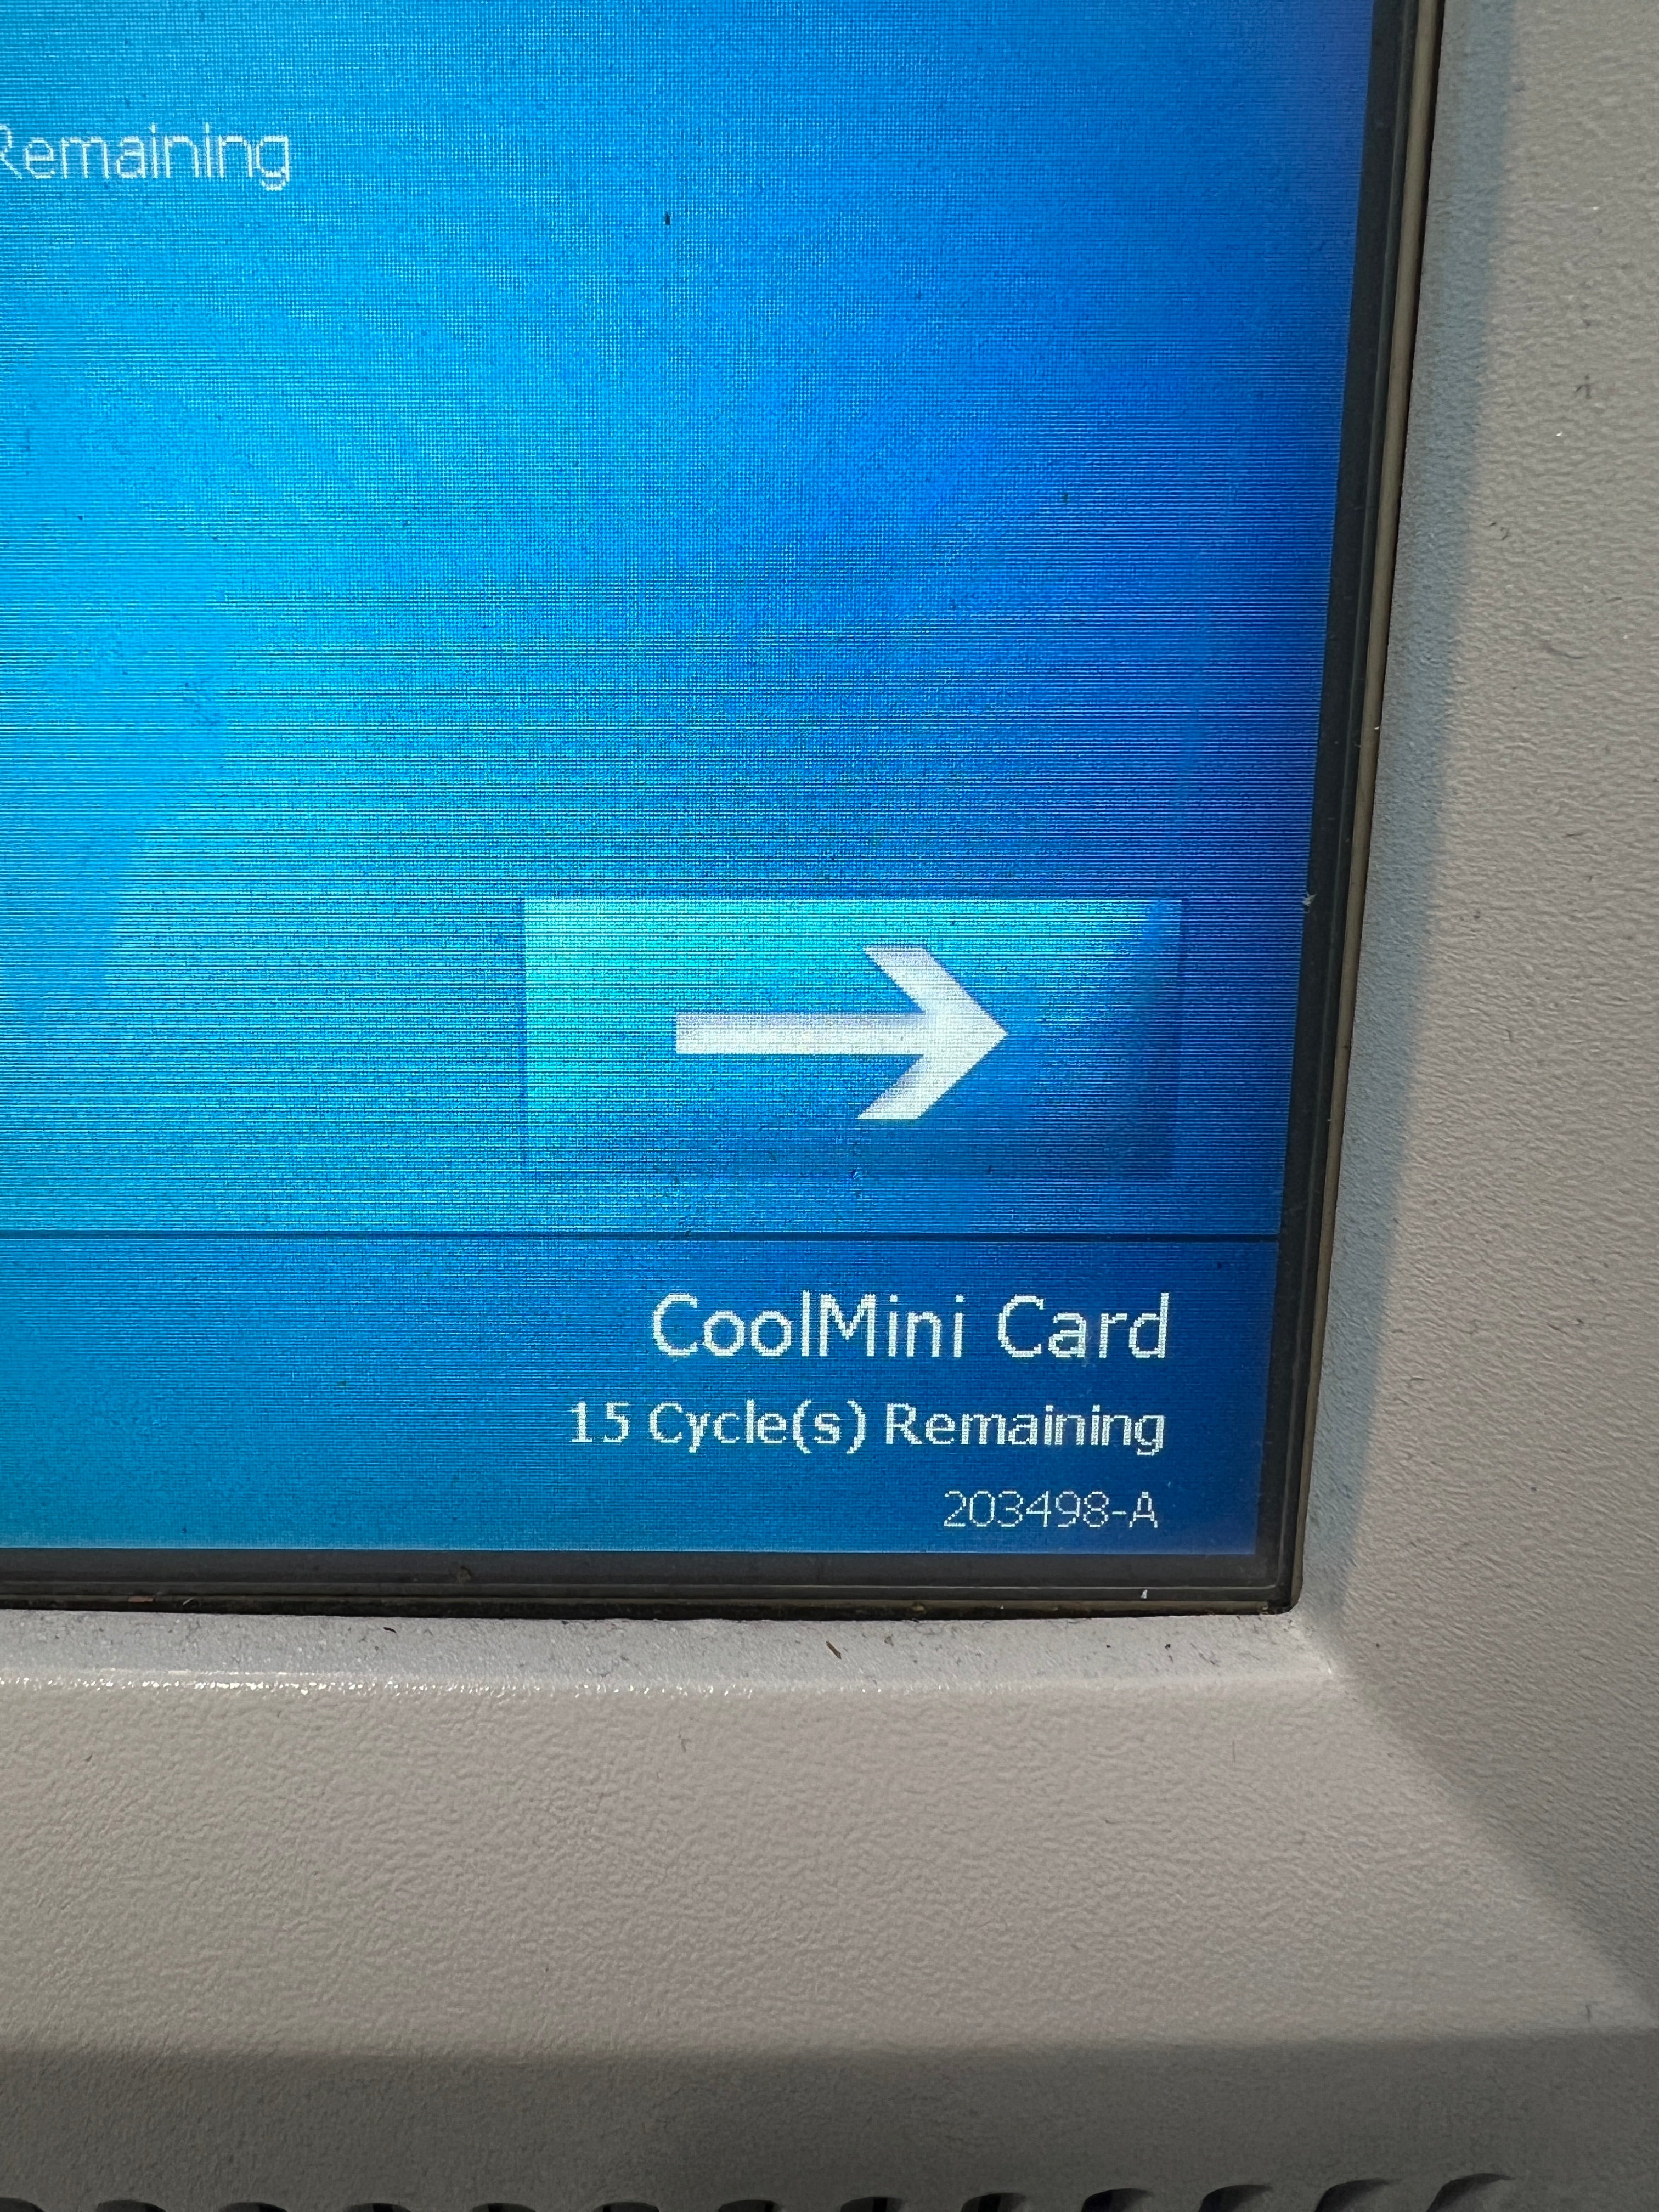 Remaining
CoolMini Card
15 Cycle(s) Remaining
203498-A